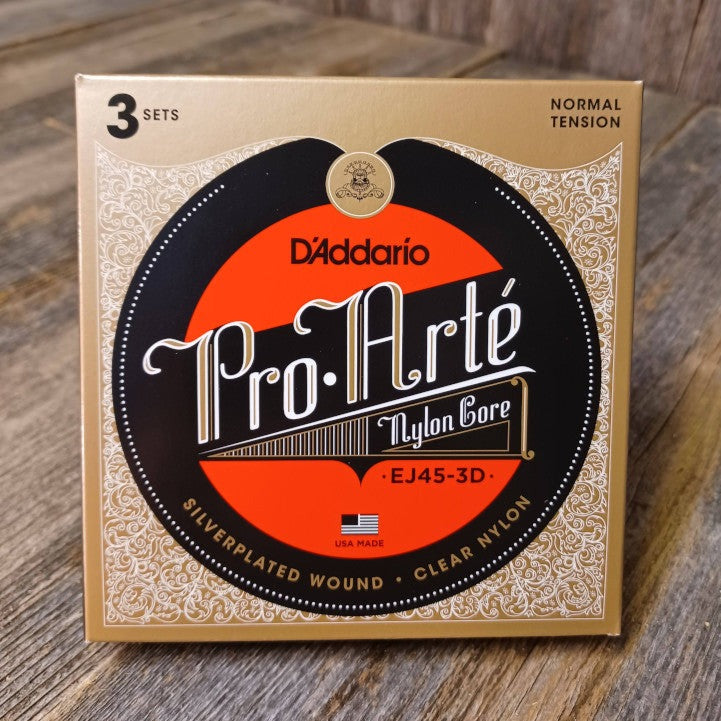 3 SETS
NORMAL
TENSION
D'Addario
Pro·Arté
Nylon Core
·EJ45-3D·
USA MADE
SILVERPLATED WOUND · CLEAR NYLON